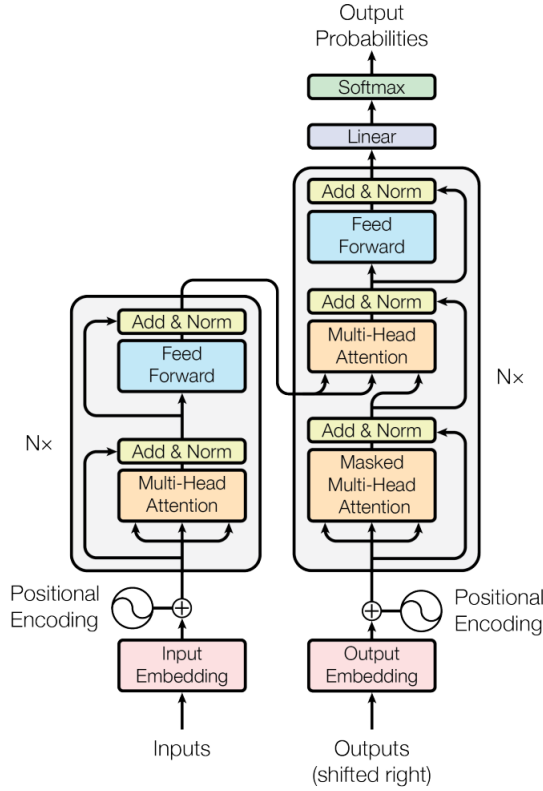 Output
Probabilities
Softmax
Linear
Add & Norm
Feed
Forward
Add & Norm
Multi-Head
Attention
Add & Norm
Masked
Multi-Head
Attention
N×
Add & Norm
Feed
Forward
Add & Norm
Multi-Head
Attention
N×
Positional
Encoding
Input
Embedding
Inputs
Positional
Encoding
Output
Embedding
Outputs
(shifted right)